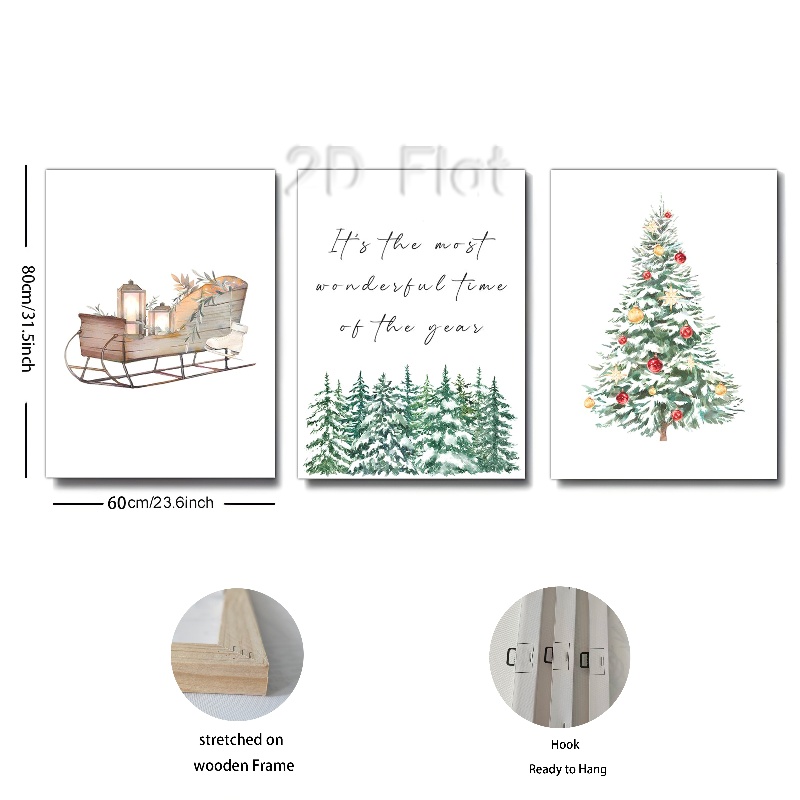 2D Flat
80cm/31.5inch
It's the most
wonderful time
of the year
60cm/23.6inch
stretched on
wooden Frame
Hook
Ready to Hang